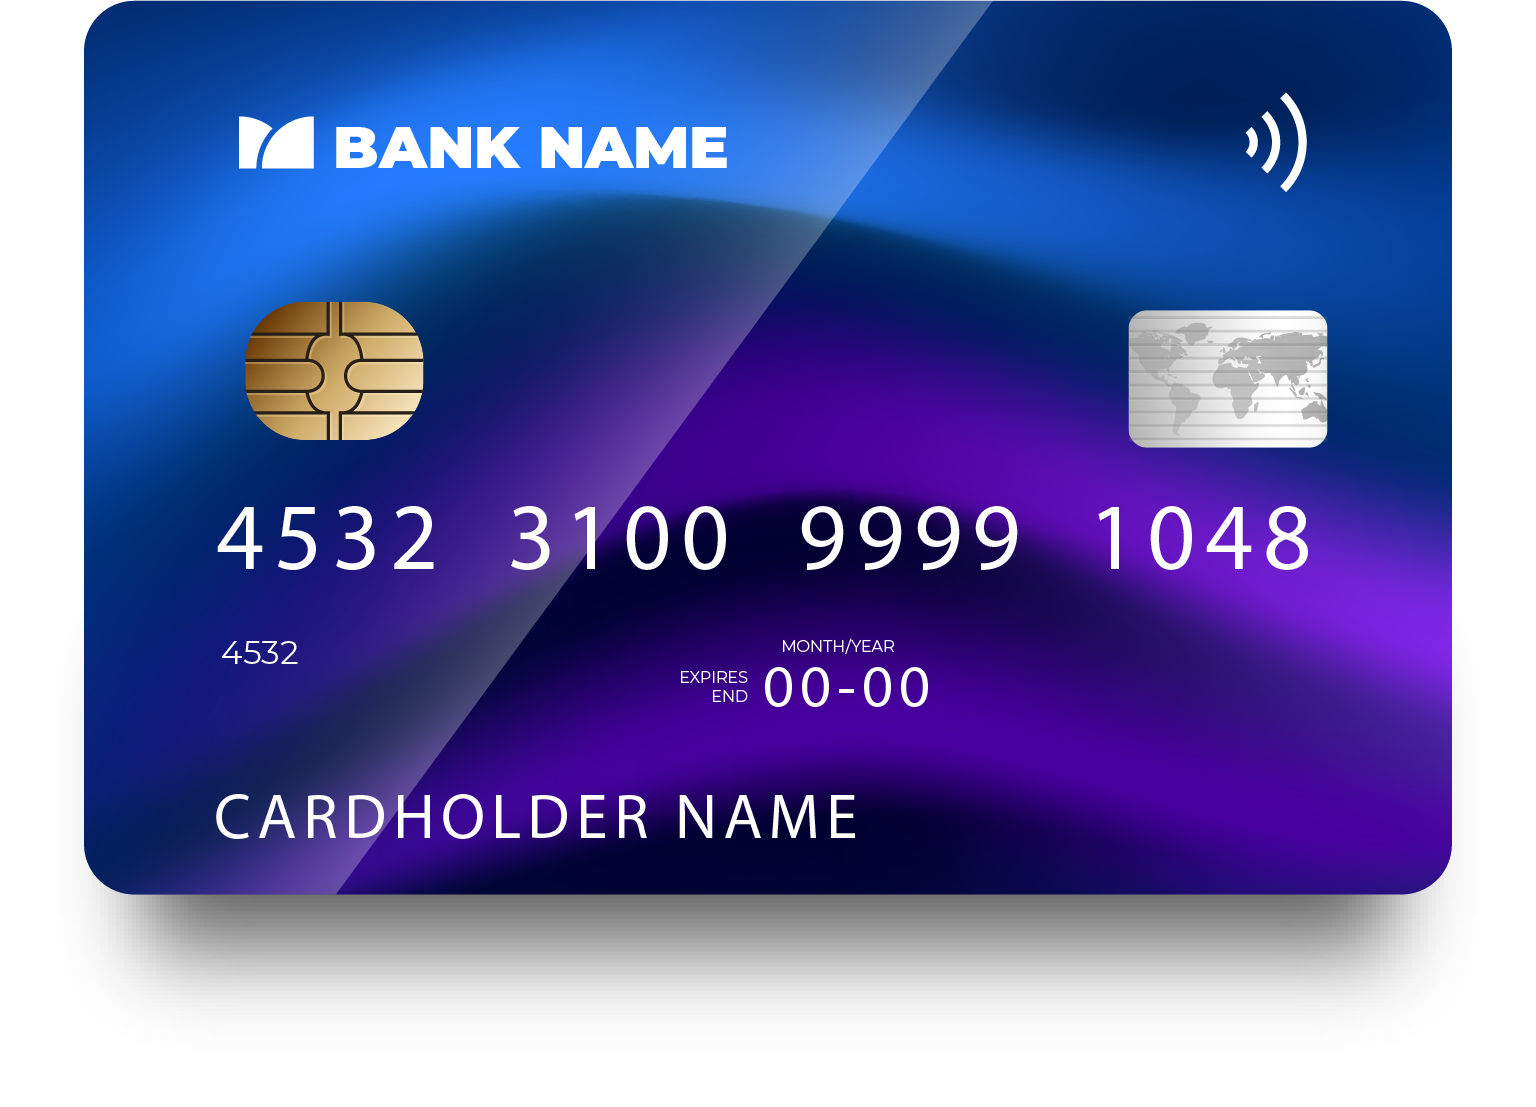 BANK NAME
4532 3100 9999 1048
4532
MONTH/YEAR
EXPIRES
END
00-00
CARDHOLDER NAME